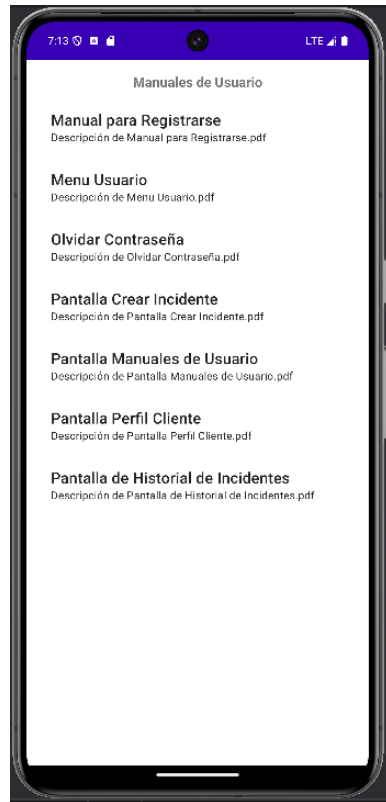 7:13
LTE
Manuales de Usuario
Manual para Registrarse
Descripción de Manual para Registrarse.pdf
Menu Usuario
Descripción de Menu Usuario.pdf
Olvidar Contraseña
Descripción de Olvidar Contraseña.pdf
Pantalla Crear Incidente
Descripción de Pantalla Crear Incidente.pdf
Pantalla Manuales de Usuario
Descripción de Pantalla Manuales de Usuario.pdf
Pantalla Perfil Cliente
Descripción de Pantalla Perfil Cliente.pdf
Pantalla de Historial de Incidentes
Descripción de Pantalla de Historial de Incidentes.pdf